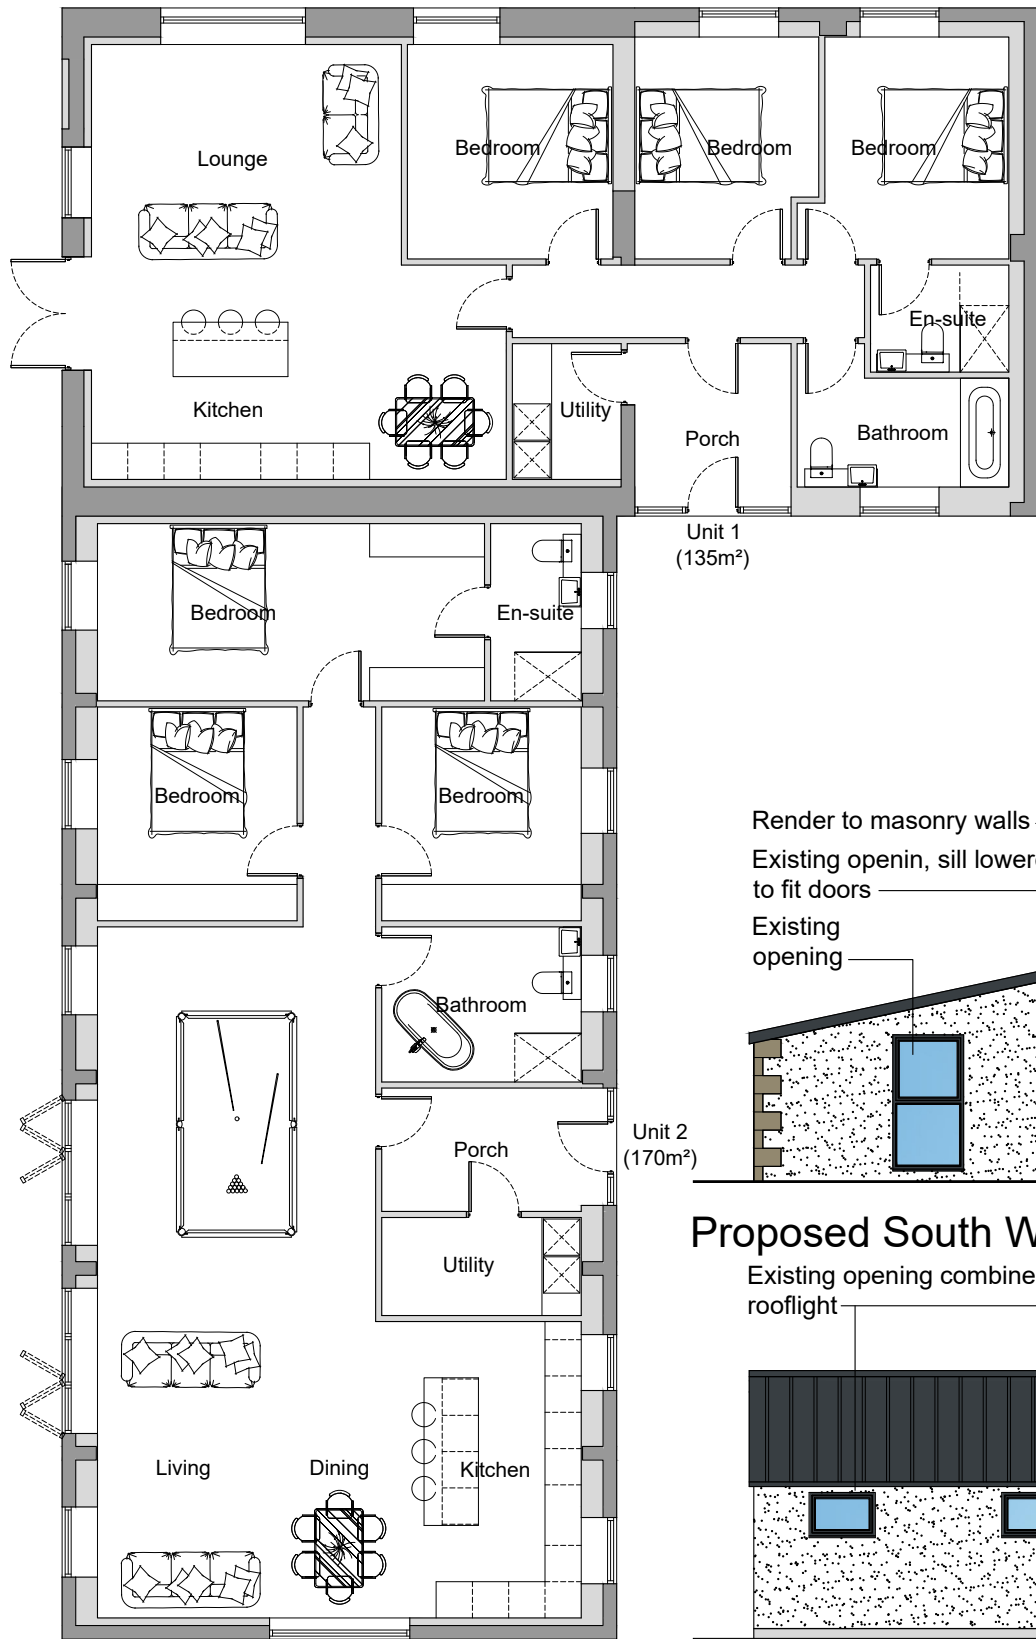 Lounge
Bedroom
Bedroom
Bedroom
En-suite
Kitchen
Utility
Porch
Bathroom
Unit 1
(135m²)
Bedroom
En-suite
Bedroom
Bedroom
Bathroom
Porch
Unit 2
(170m²)
Utility
Living
Dining
Kitchen
Render to masonry walls
Existing openin, sill lowere
to fit doors
Existing
opening
Proposed South W
Existing opening combine
rooflight